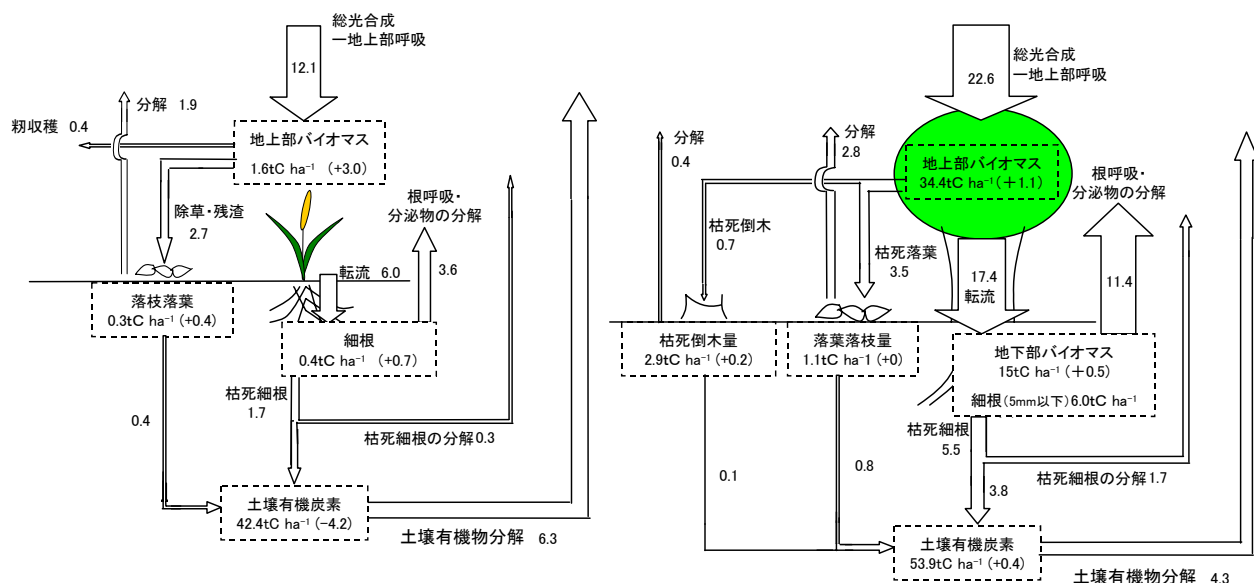 総光合成
ー地上部呼吸
12.1
分解 1.9
籾収穫 0.4
地上部バイオマス
1.6tC ha⁻¹ (+3.0)
除草・残渣
2.7
根呼吸・
分泌物の分解
3.6
転流 6.0
落枝落葉
0.3tC ha⁻¹ (+0.4)
細根
0.4tC ha⁻¹ (+0.7)
枯死細根
1.7
0.4
枯死細根の分解0.3
土壌有機炭素
42.4tC ha⁻¹ (−4.2)
土壌有機物分解 6.3
総光合成
ー地上部呼吸
22.6
分解
0.4
分解
2.8
地上部バイオマス
34.4tC ha⁻¹(+1.1)
根呼吸・
分泌物の分解
枯死倒木
0.7
枯死落葉
3.5
17.4
転流
11.4
枯死倒木量
2.9tC ha⁻¹(+0.2)
落葉落枝量
1.1tC ha−1 (+0)
地下部バイオマス
15tC ha⁻¹(+0.5)
細根(5mm以下)6.0tC ha⁻¹
枯死細根
5.5
0.1
0.8
枯死細根の分解1.7
3.8
土壌有機炭素
53.9tC ha⁻¹ (+0.4)
土壌有機物分解 4.3